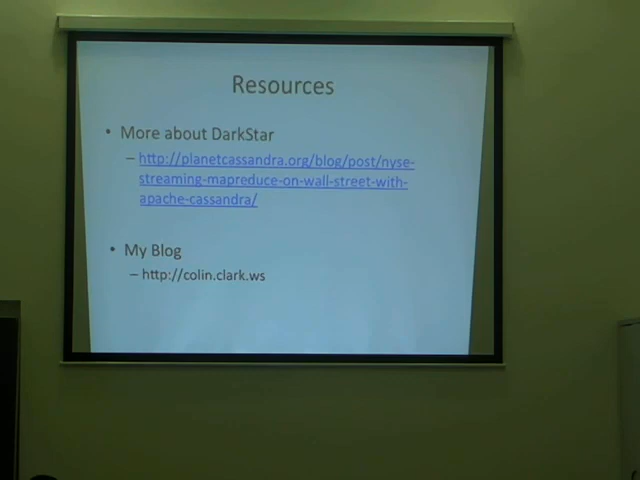 Resources
• More about DarkStar
– http://planetcassandra.org/blog/post/nyse-
streaming-mapreduce-on-wall-street-with-
apache-cassandra/
• My Blog
– http://colin.clark.ws